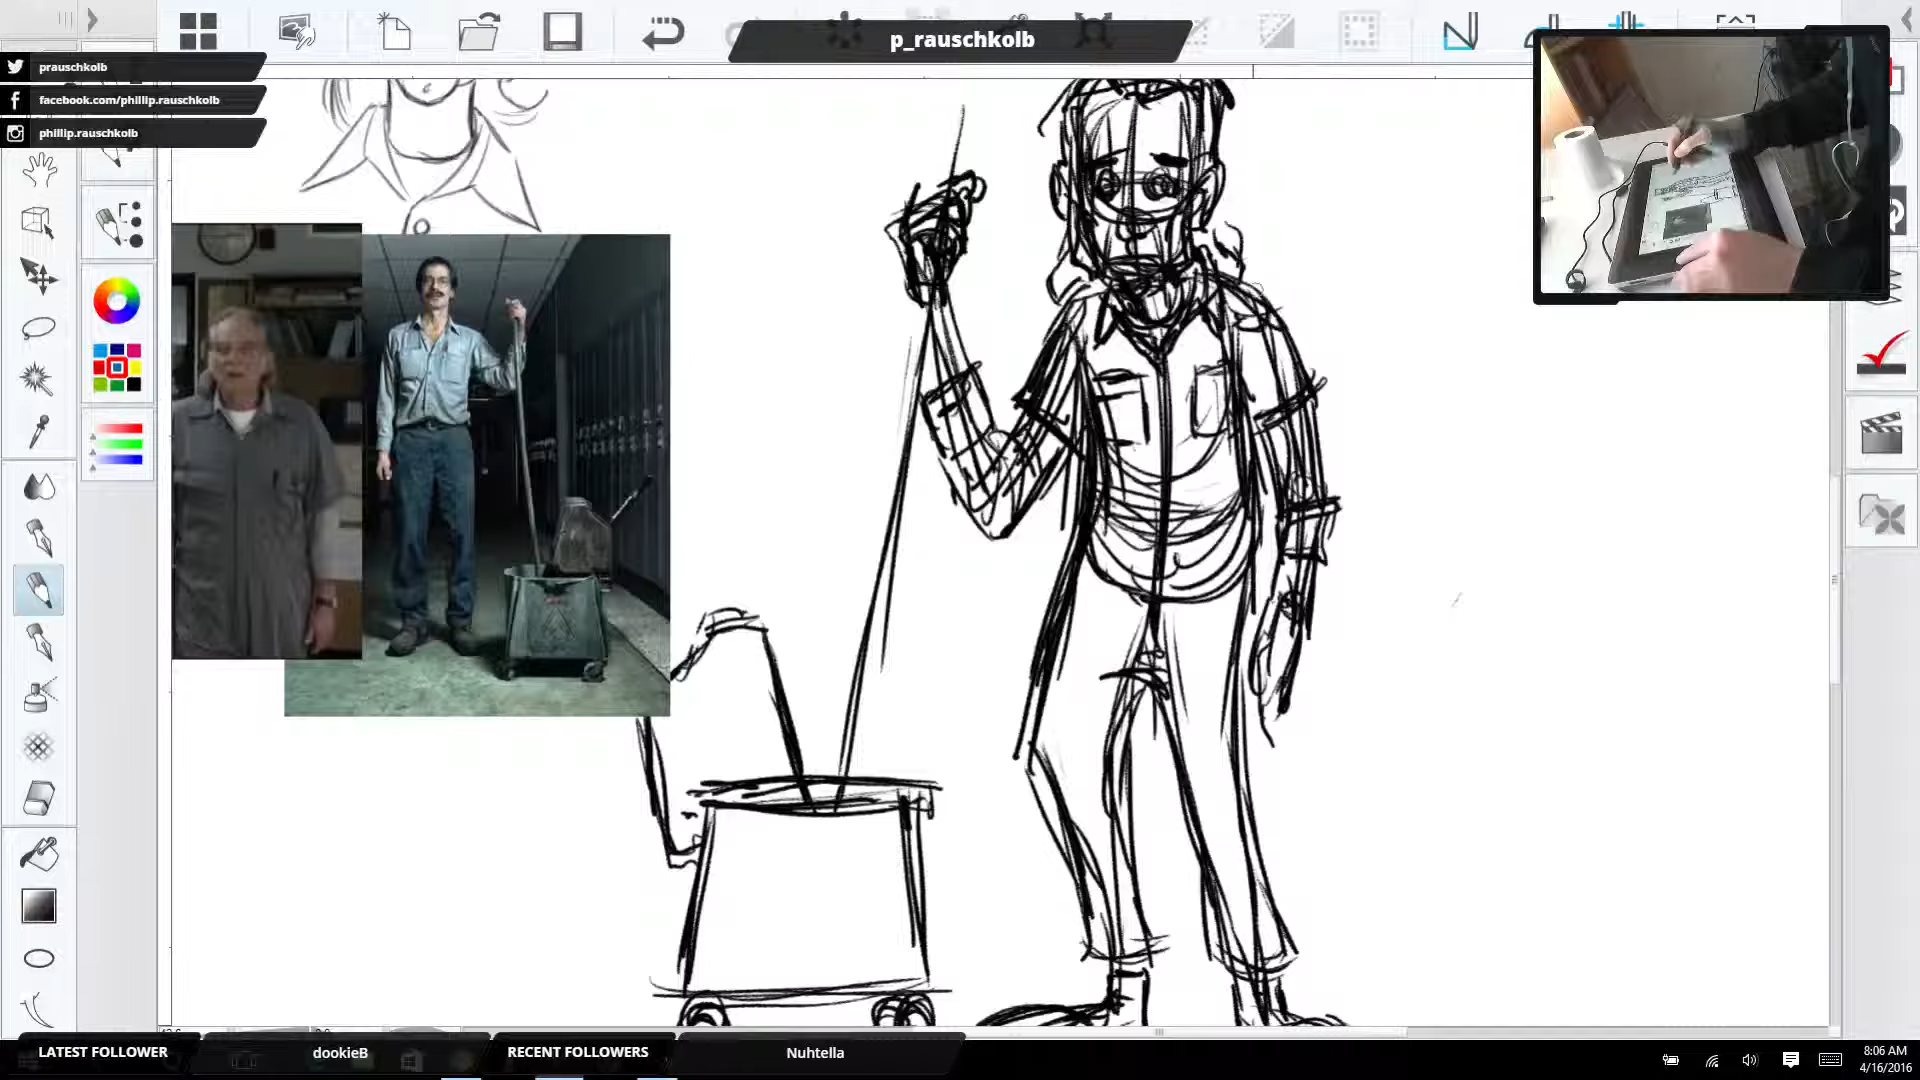 p_rauschkolb
prauschkolb
facebook.com/phillip.rauschkolb
phillip.rauschkolb
LATEST FOLLOWER
dookieB
RECENT FOLLOWERS
Nuhtella
8:06 AM
4/16/2016